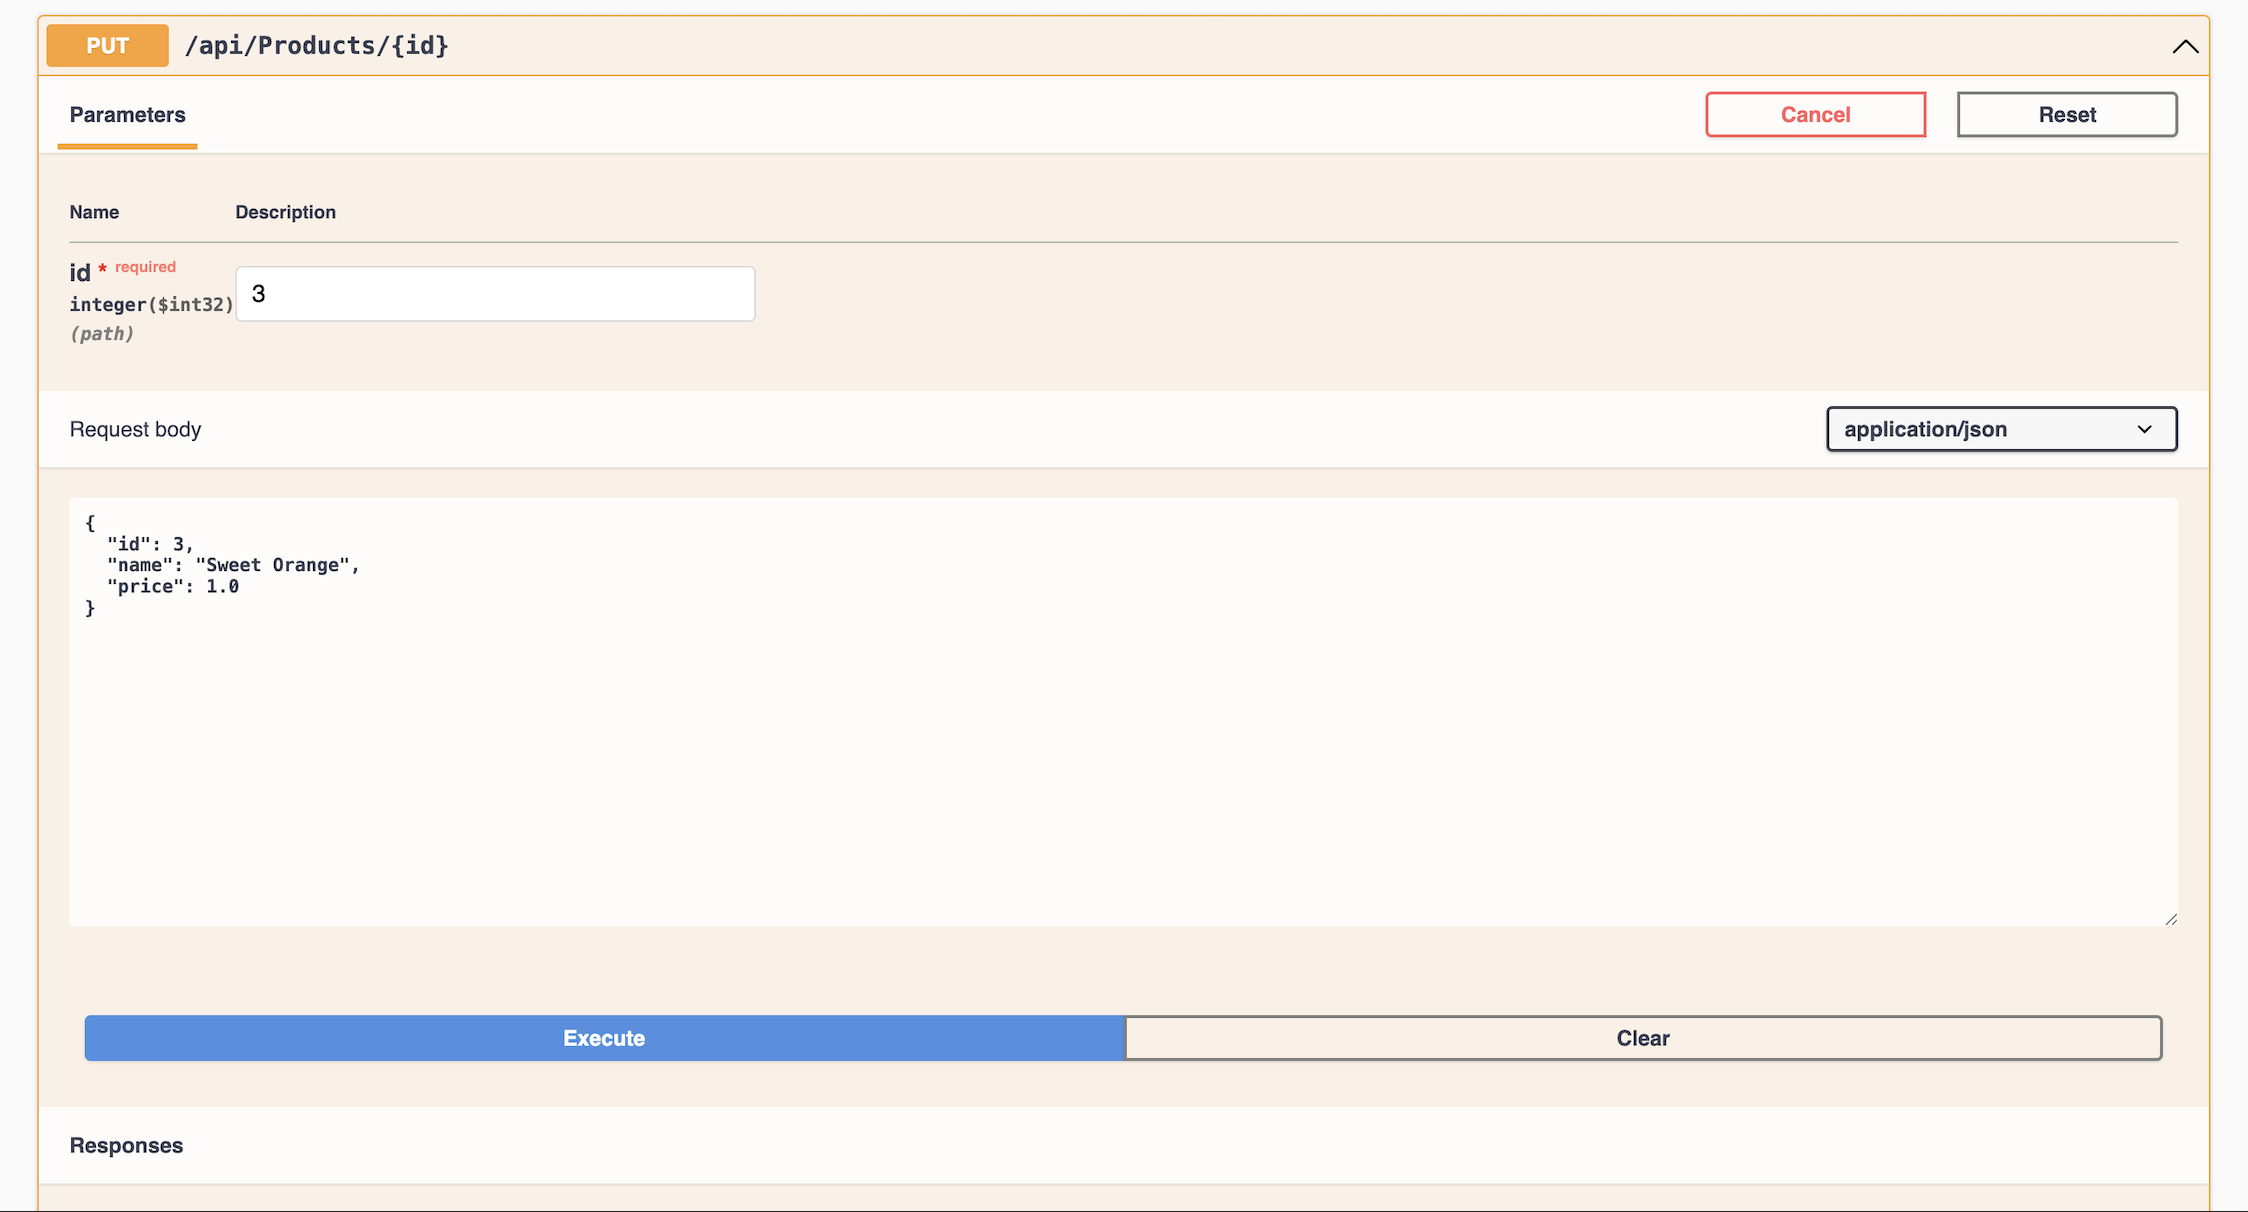 PUT /api/Products/{id}
Parameters
Cancel
Reset
Name Description
id * required
integer($int32)
(path)
3
Request body
application/json
{
  "id": 3,
  "name": "Sweet Orange",
  "price": 1.0
}
Execute
Clear
Responses